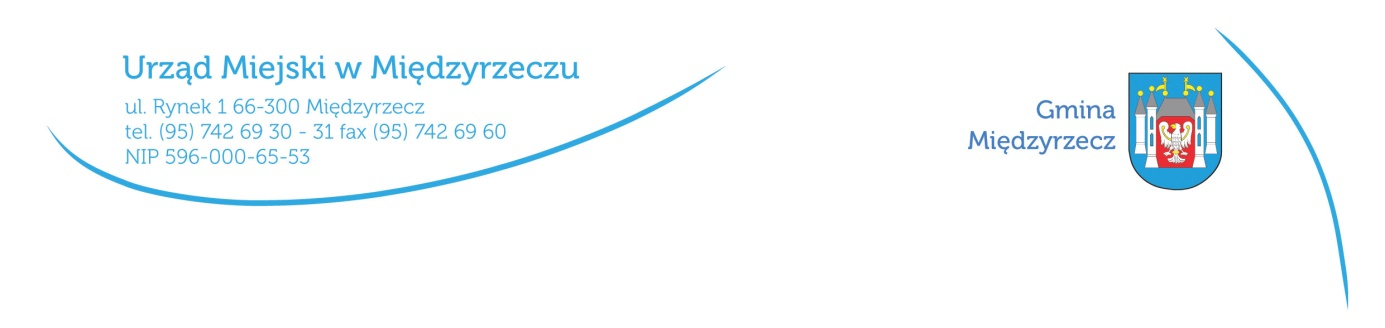 Urząd Miejski w Międzyrzeczu
ul. Rynek 1 66-300 Międzyrzecz
tel. (95) 742 69 30 - 31 fax (95) 742 69 60
NIP 596-000-65-53
Gmina
Międzyrzecz